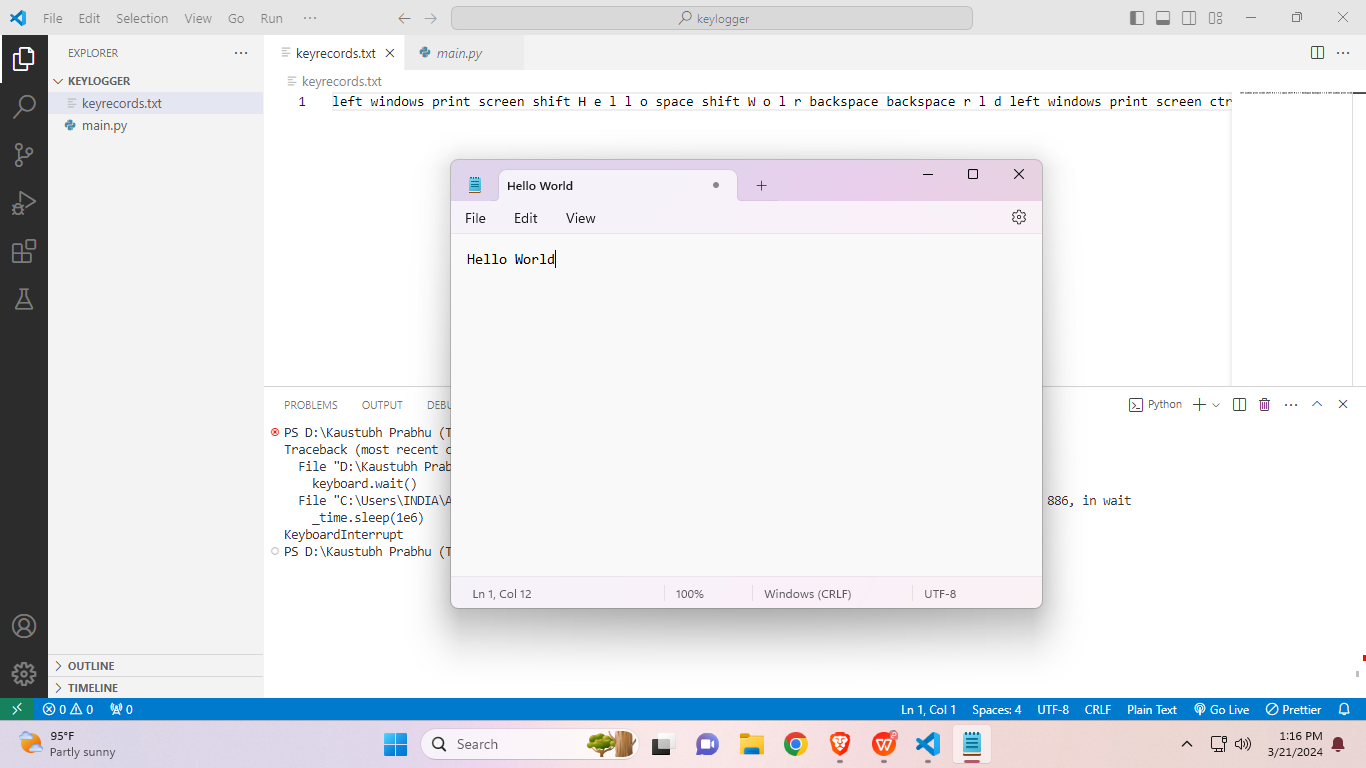 File Edit Selection View Go Run ···
keylogger
EXPLORER
KEYLOGGER
keyrecords.txt
main.py
OUTLINE
TIMELINE
keyrecords.txt
main.py
keyrecords.txt
1 left windows print screen shift H e l l o space shift W o l r backspace backspace r l d left windows print screen ctr
Hello World
File Edit View
Hello World
Ln 1, Col 12 100% Windows (CRLF) UTF-8
PROBLEMS OUTPUT DEBU
Python
PS D:\Kaustubh Prabhu (T
Traceback (most recent c
File "D:\Kaustubh Prab
keyboard.wait()
File "C:\Users\INDIA\A 886, in wait
_time.sleep(1e6)
KeyboardInterrupt
PS D:\Kaustubh Prabhu (T
0 0 0
Ln 1, Col 1 Spaces: 4 UTF-8 CRLF Plain Text Go Live Prettier
95°F
Partly sunny
Search
1:16 PM
3/21/2024